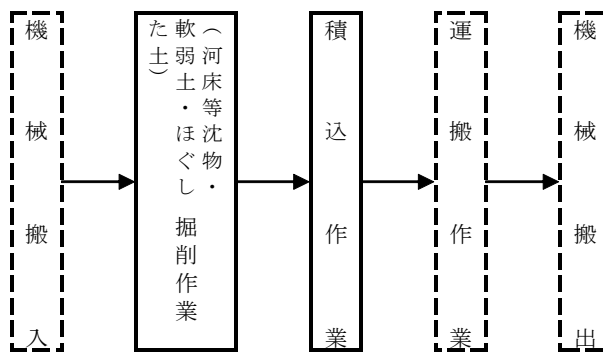 機械搬入
（河床等沈物・
軟弱土・ほぐし
た土）
掘削作業
積込作業
運搬作業
機械搬出